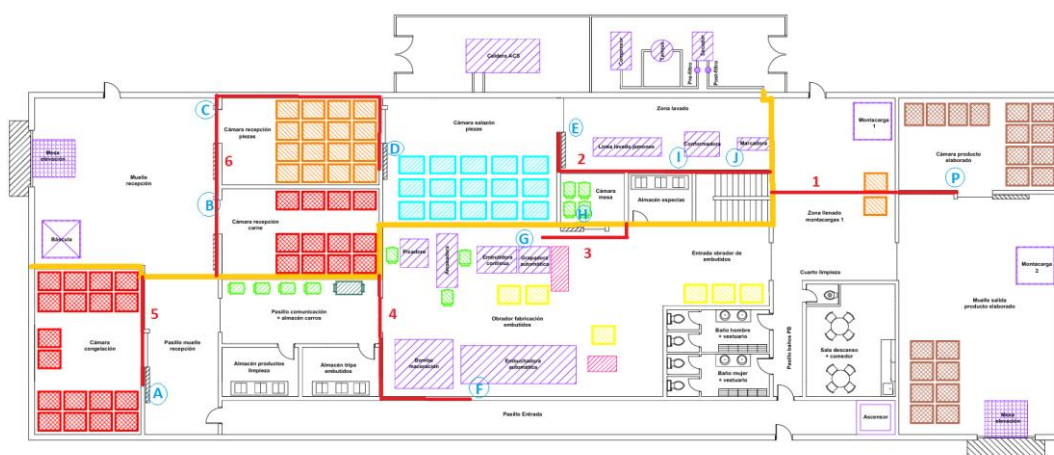 Caldera ACS
Compresor
Tanque
Secador
Pre-filtro
Post-filtro
C
Cámara recepción
piezas
Cámara salazón
piezas
E
Zona lavado
Montacarga
1
Cámara producto
elaborado
Mesa
elevación
Muelle
recepción
6
D
2
Línea lavado jamones
I
Conformadora
J
Marcadora
1
P
B
Cámara recepción
carne
Cámara
masa
H
Almacén especias
Zona llenado
montacargas 1
Báscula
G
3
Picadora
Amasadora
Embutidora
continua
Grapadora
automática
Entrada obrador de
embutidos
Cuarto limpieza
Montacarga
2
5
Cámara
congelación
Pasillo muelle
recepción
Pasillo comunicación
+ almacén carros
4
Obrador fabricación
embutidos
Muelle salida
producto elaborado
Baño hombre
+ vestuario
Pasillo baños PB
Sala descanso
+ comedor
A
Almacén productos
limpieza
Almacén tripa
embutidos
Bombo
maceración
Embutidora
automática
F
Baño mujer
+ vestuario
Pasillo Entrada
Ascensor
Mesa
elevación